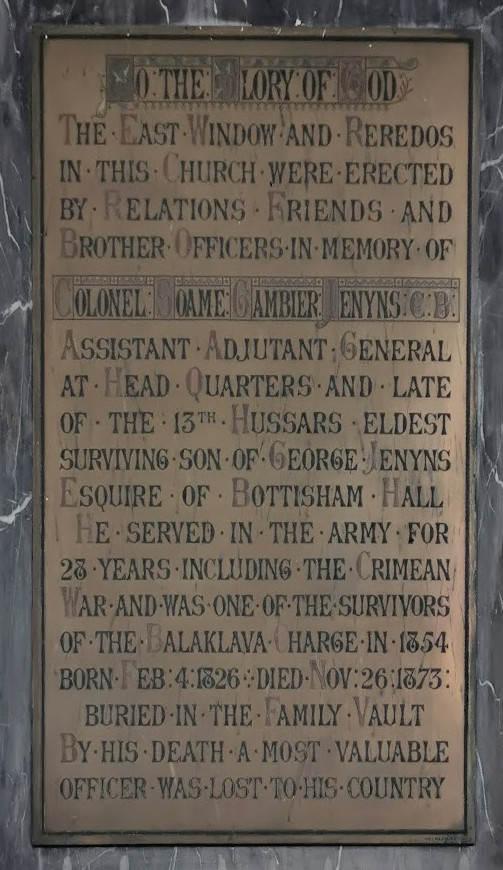 TO·THE:GLORY:OF:GOD
THE·EAST·WINDOW·AND·REREDOS
IN·THIS·CHURCH·WERE·ERECTED
BY·RELATIONS·FRIENDS·AND
BROTHER·OFFICERS·IN·MEMORY·OF
COLONEL:SOAME:GAMBIER:JENYNS:C:B:
ASSISTANT·ADJUTANT·GENERAL
AT·HEAD·QUARTERS·AND·LATE
OF·THE·13TH·HUSSARS·ELDEST
SURVIVING·SON·OF·GEORGE·JENYNS
ESQUIRE·OF·BOTTISHAM·HALL
HE·SERVED·IN·THE·ARMY·FOR
28·YEARS·INCLUDING·THE·CRIMEAN
WAR·AND·WAS·ONE·OF·THE·SURVIVORS
OF·THE·BALAKLAVA·CHARGE·IN·1854
BORN·FEB:4:1826·:·DIED·NOV:26:1873:
BURIED·IN·THE·FAMILY·VAULT
BY·HIS·DEATH·A·MOST·VALUABLE
OFFICER·WAS·LOST·TO·HIS·COUNTRY